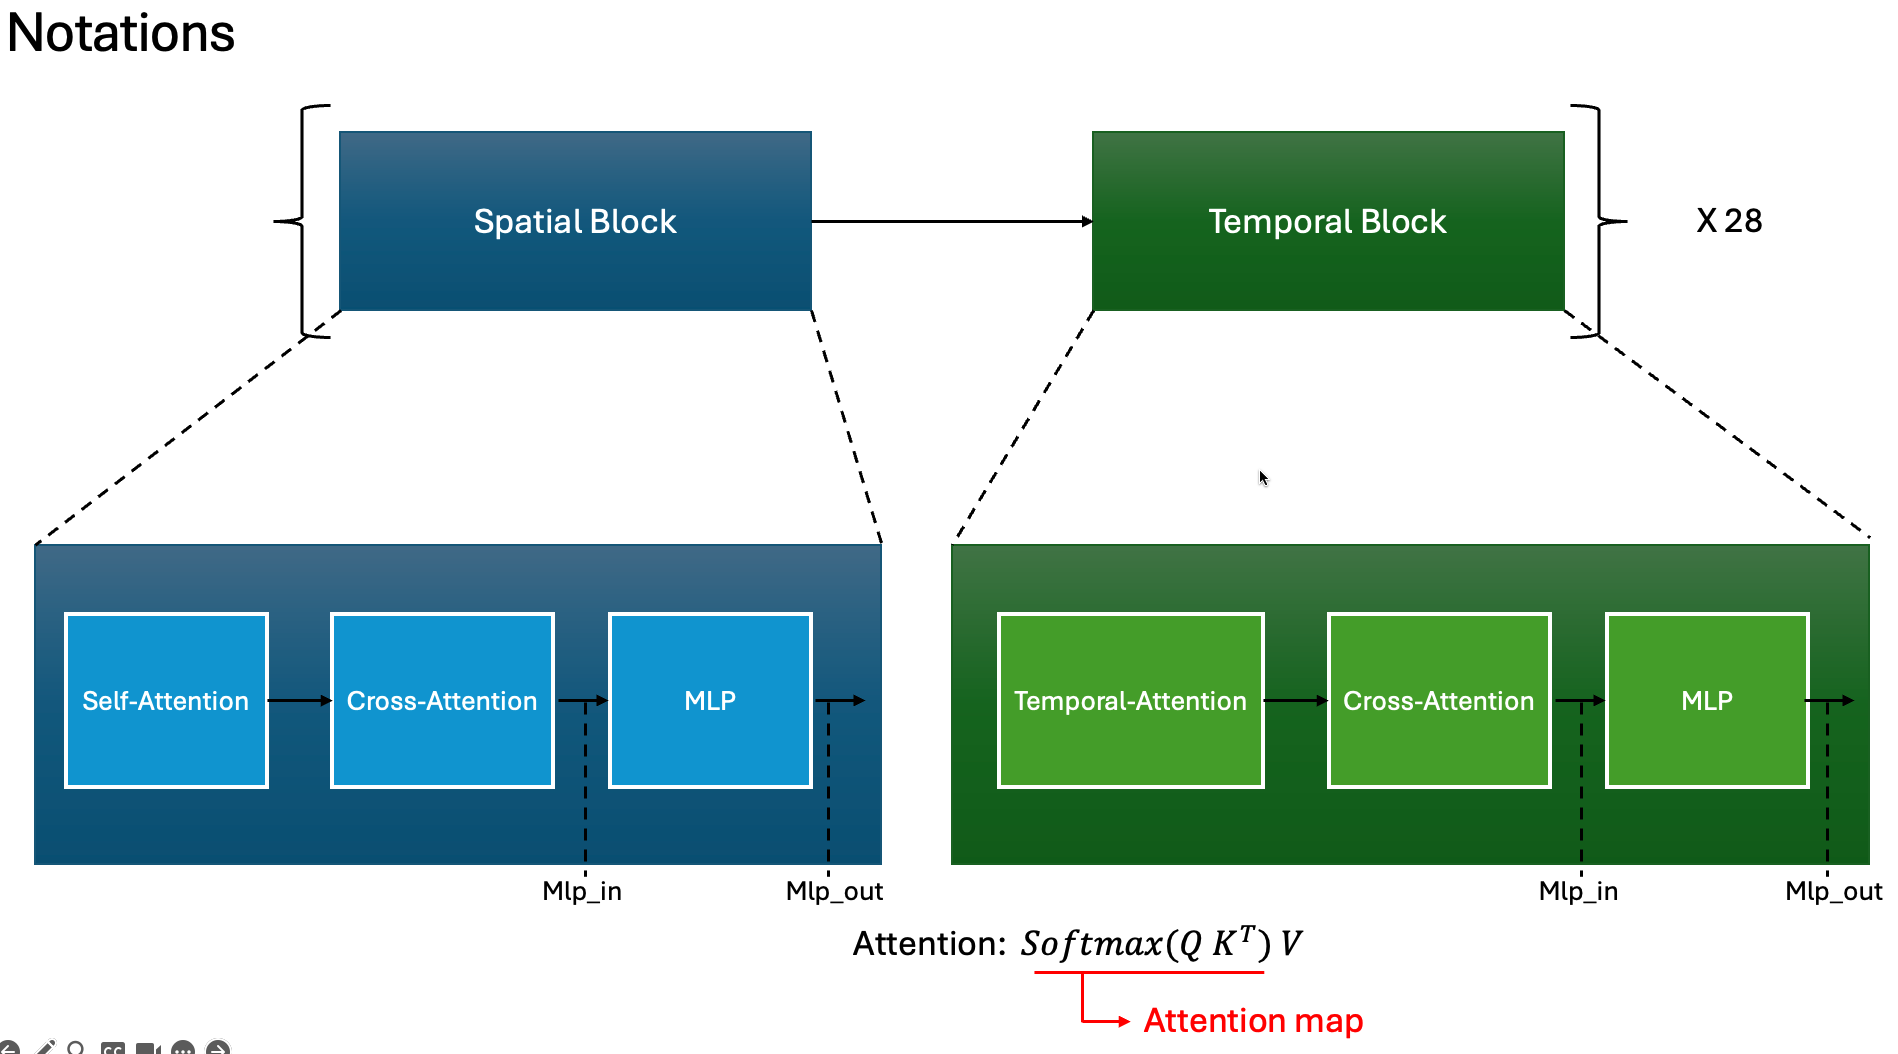 Notations
Spatial Block
Temporal Block
X 28
Self-Attention
Cross-Attention
MLP
Temporal-Attention
Cross-Attention
MLP
Mlp_in
Mlp_out
Mlp_in
Mlp_out
Attention: Softmax(Q K^T) V
Attention map
CC